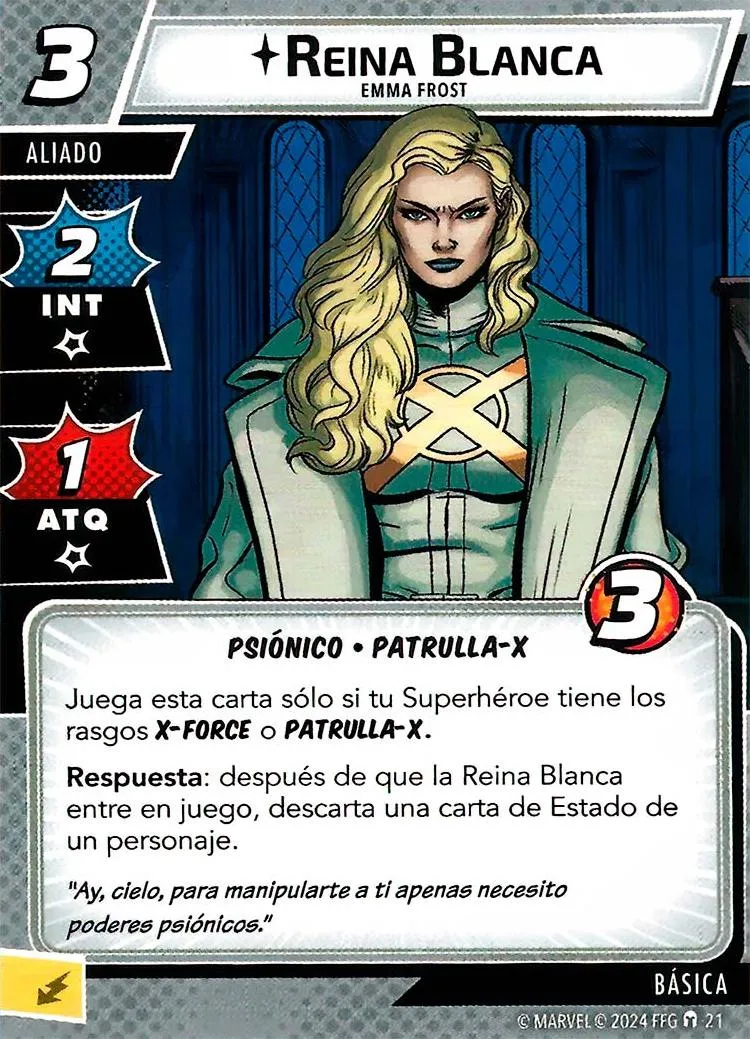 3
REINA BLANCA
EMMA FROST
ALIADO
2
INT
1
ATQ
3
PSIÓNICO • PATRULLA-X
Juega esta carta sólo si tu Superhéroe tiene los
rasgos X-FORCE o PATRULLA-X.
Respuesta: después de que la Reina Blanca
entre en juego, descarta una carta de Estado de
un personaje.
"Ay, cielo, para manipularte a ti apenas necesito
poderes psiónicos."
BÁSICA
© MARVEL © 2024 FFG 21